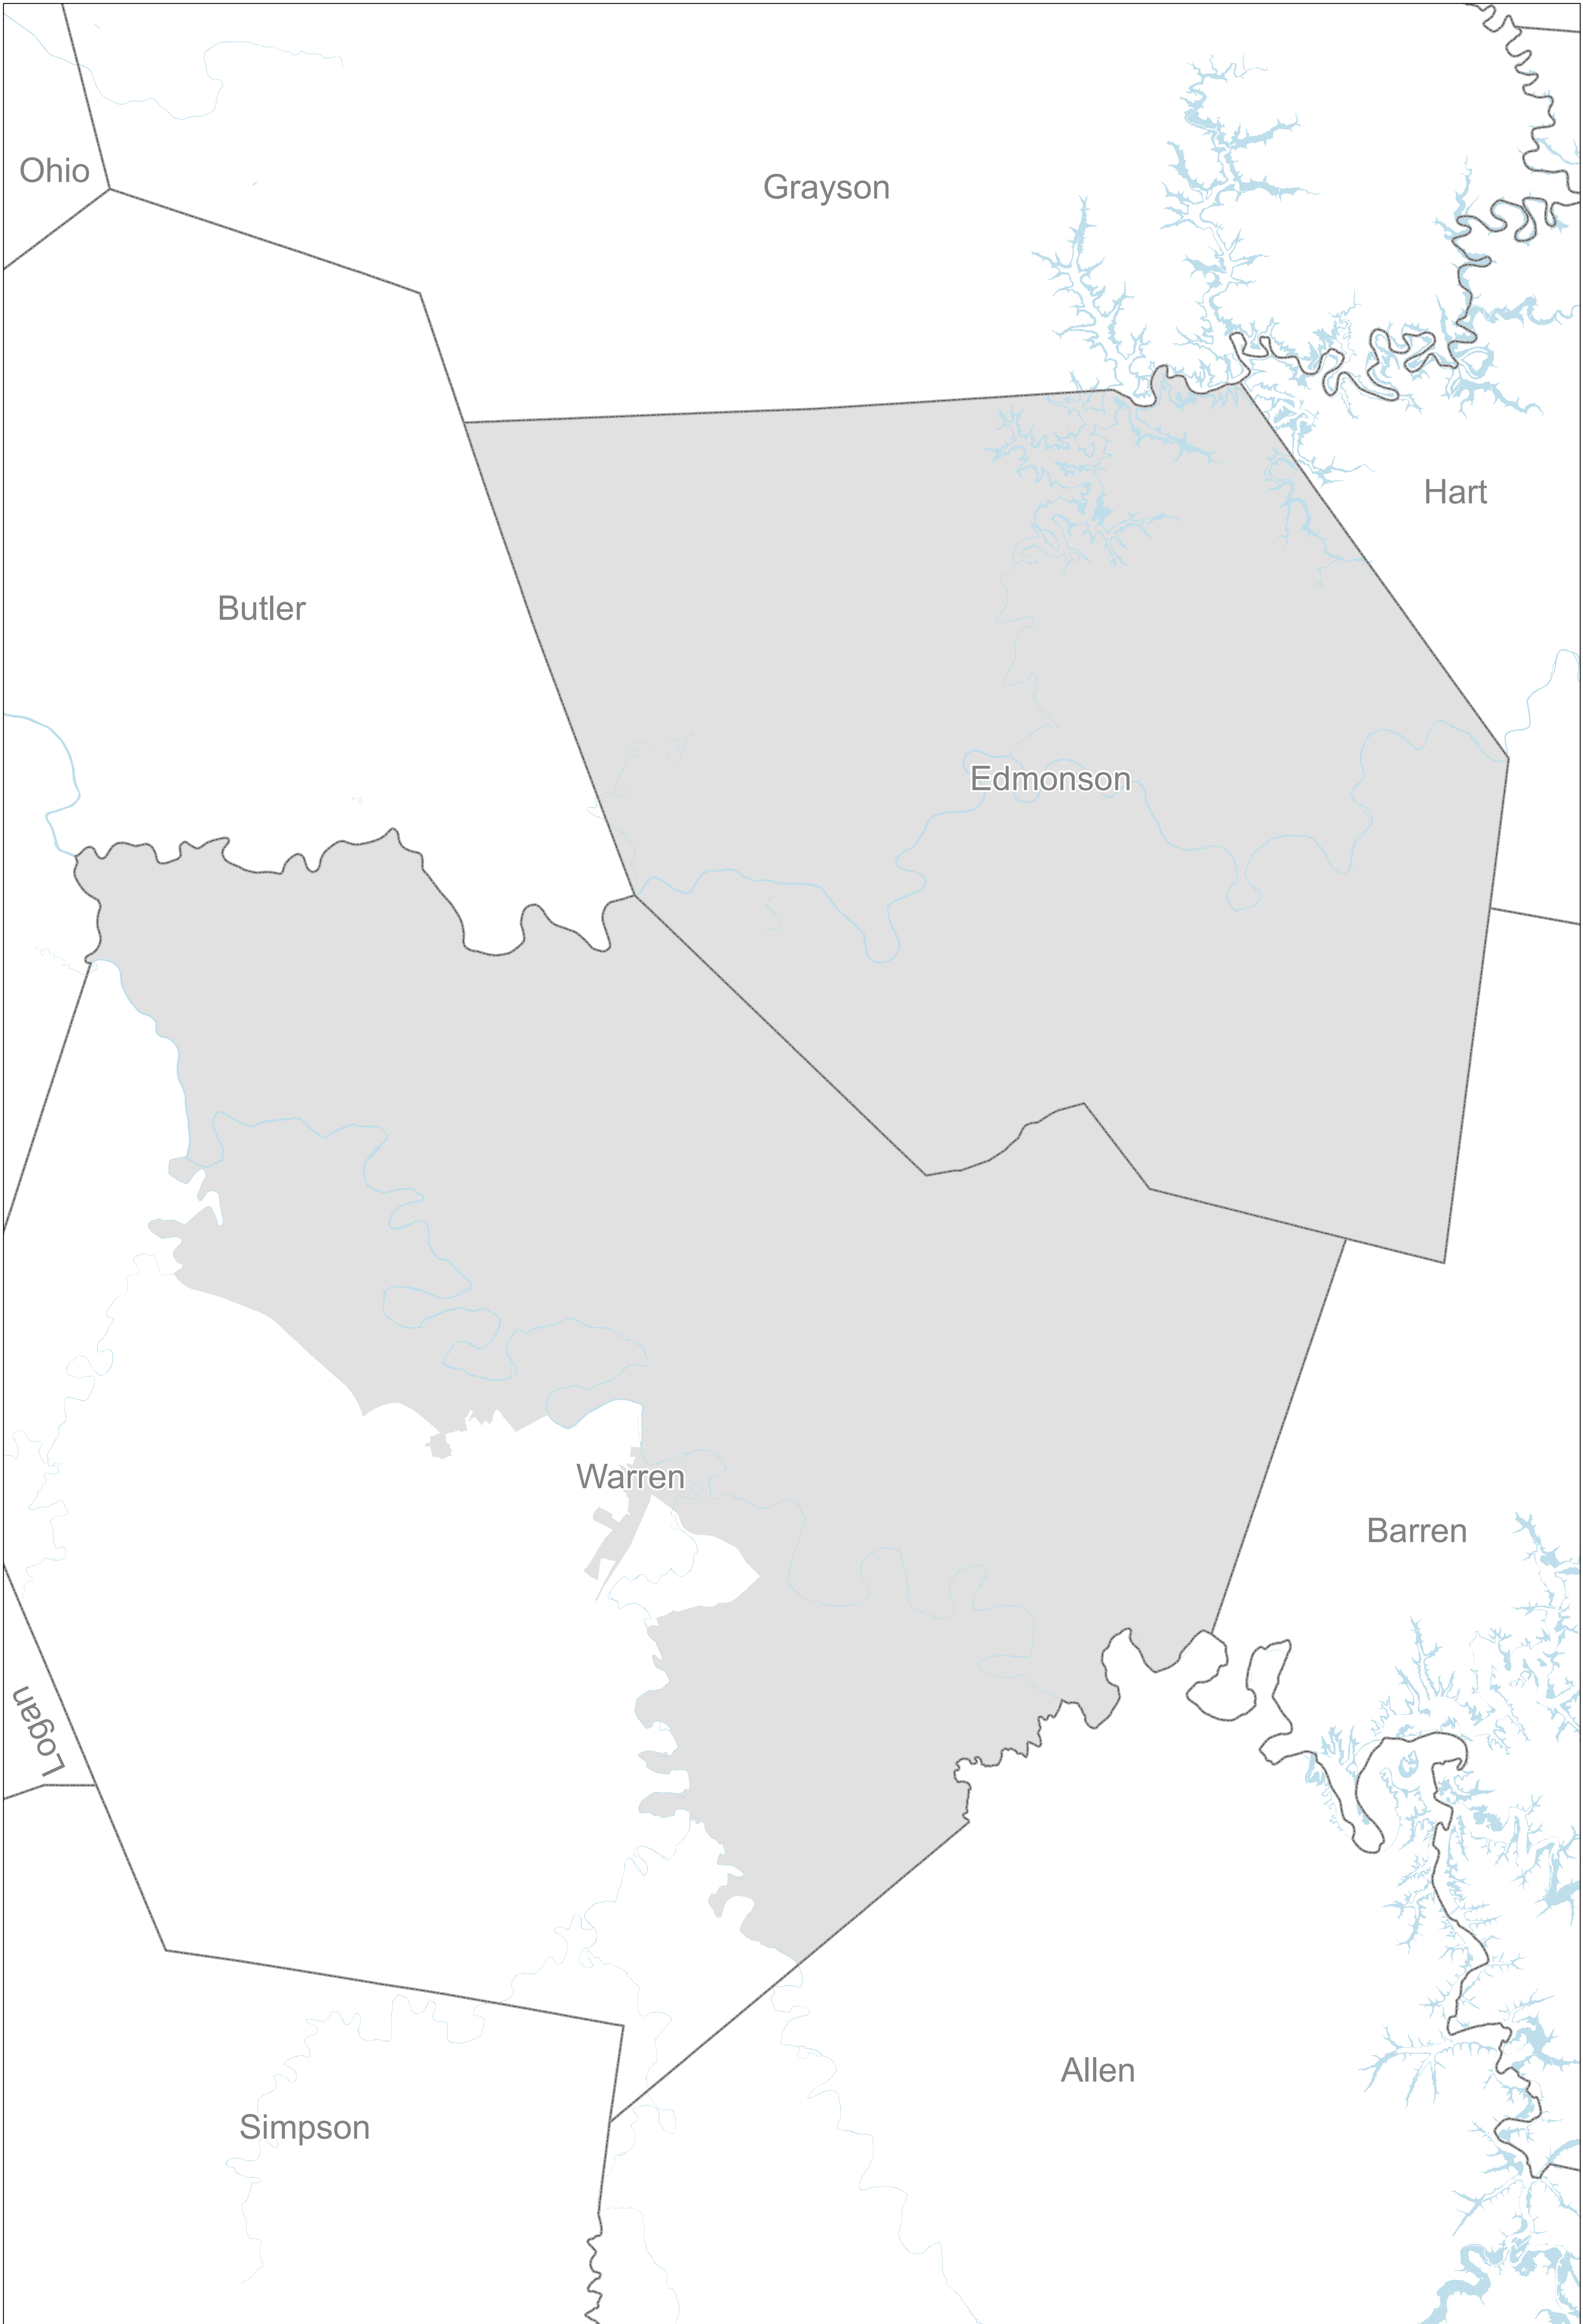 Ohio
Grayson
Hart
Butler
Edmonson
Warren
Barren
Logan
Allen
Simpson